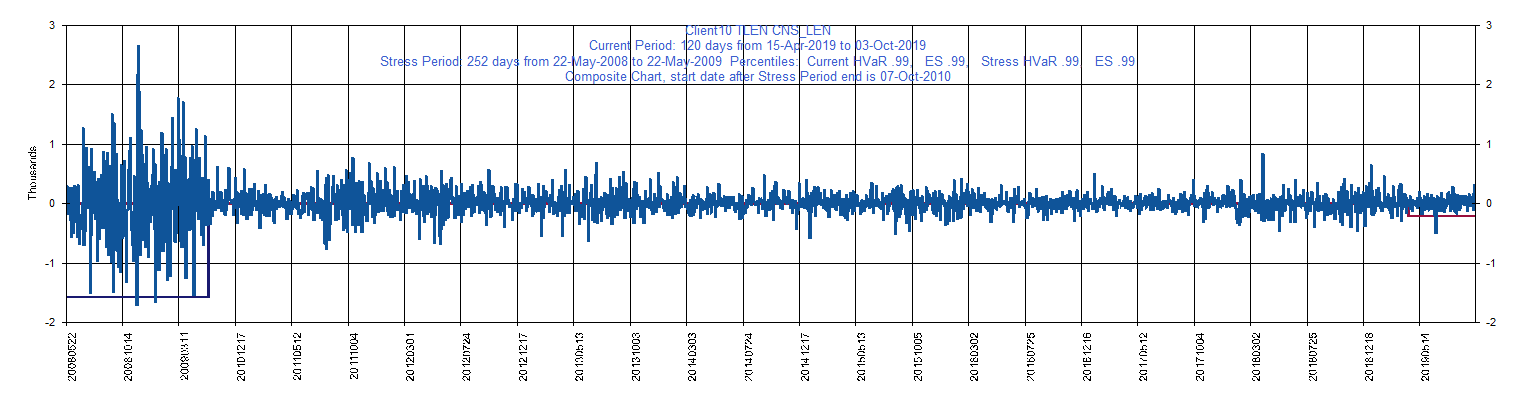 Client10 TLEN CNS_LEN
Current Period: 120 days from 15-Apr-2019 to 03-Oct-2019
Stress Period: 252 days from 22-May-2008 to 22-May-2009 Percentiles: Current HVaR .99, ES .99, Stress HVaR .99, ES .99
Composite Chart, start date after Stress Period end is 07-Oct-2010
3 3
2 2
1 1
0 0
-1 -1
-2 -2
Thousands
20080522 20081014 20090311 20101217 20110512 20111004 20120301 20120724 20121217 20130513 20131003 20140303 20140724 20141217 20150513 20151005 20160302 20160725 20161216 20170512 20171004 20180302 20180725 20181218 20190514